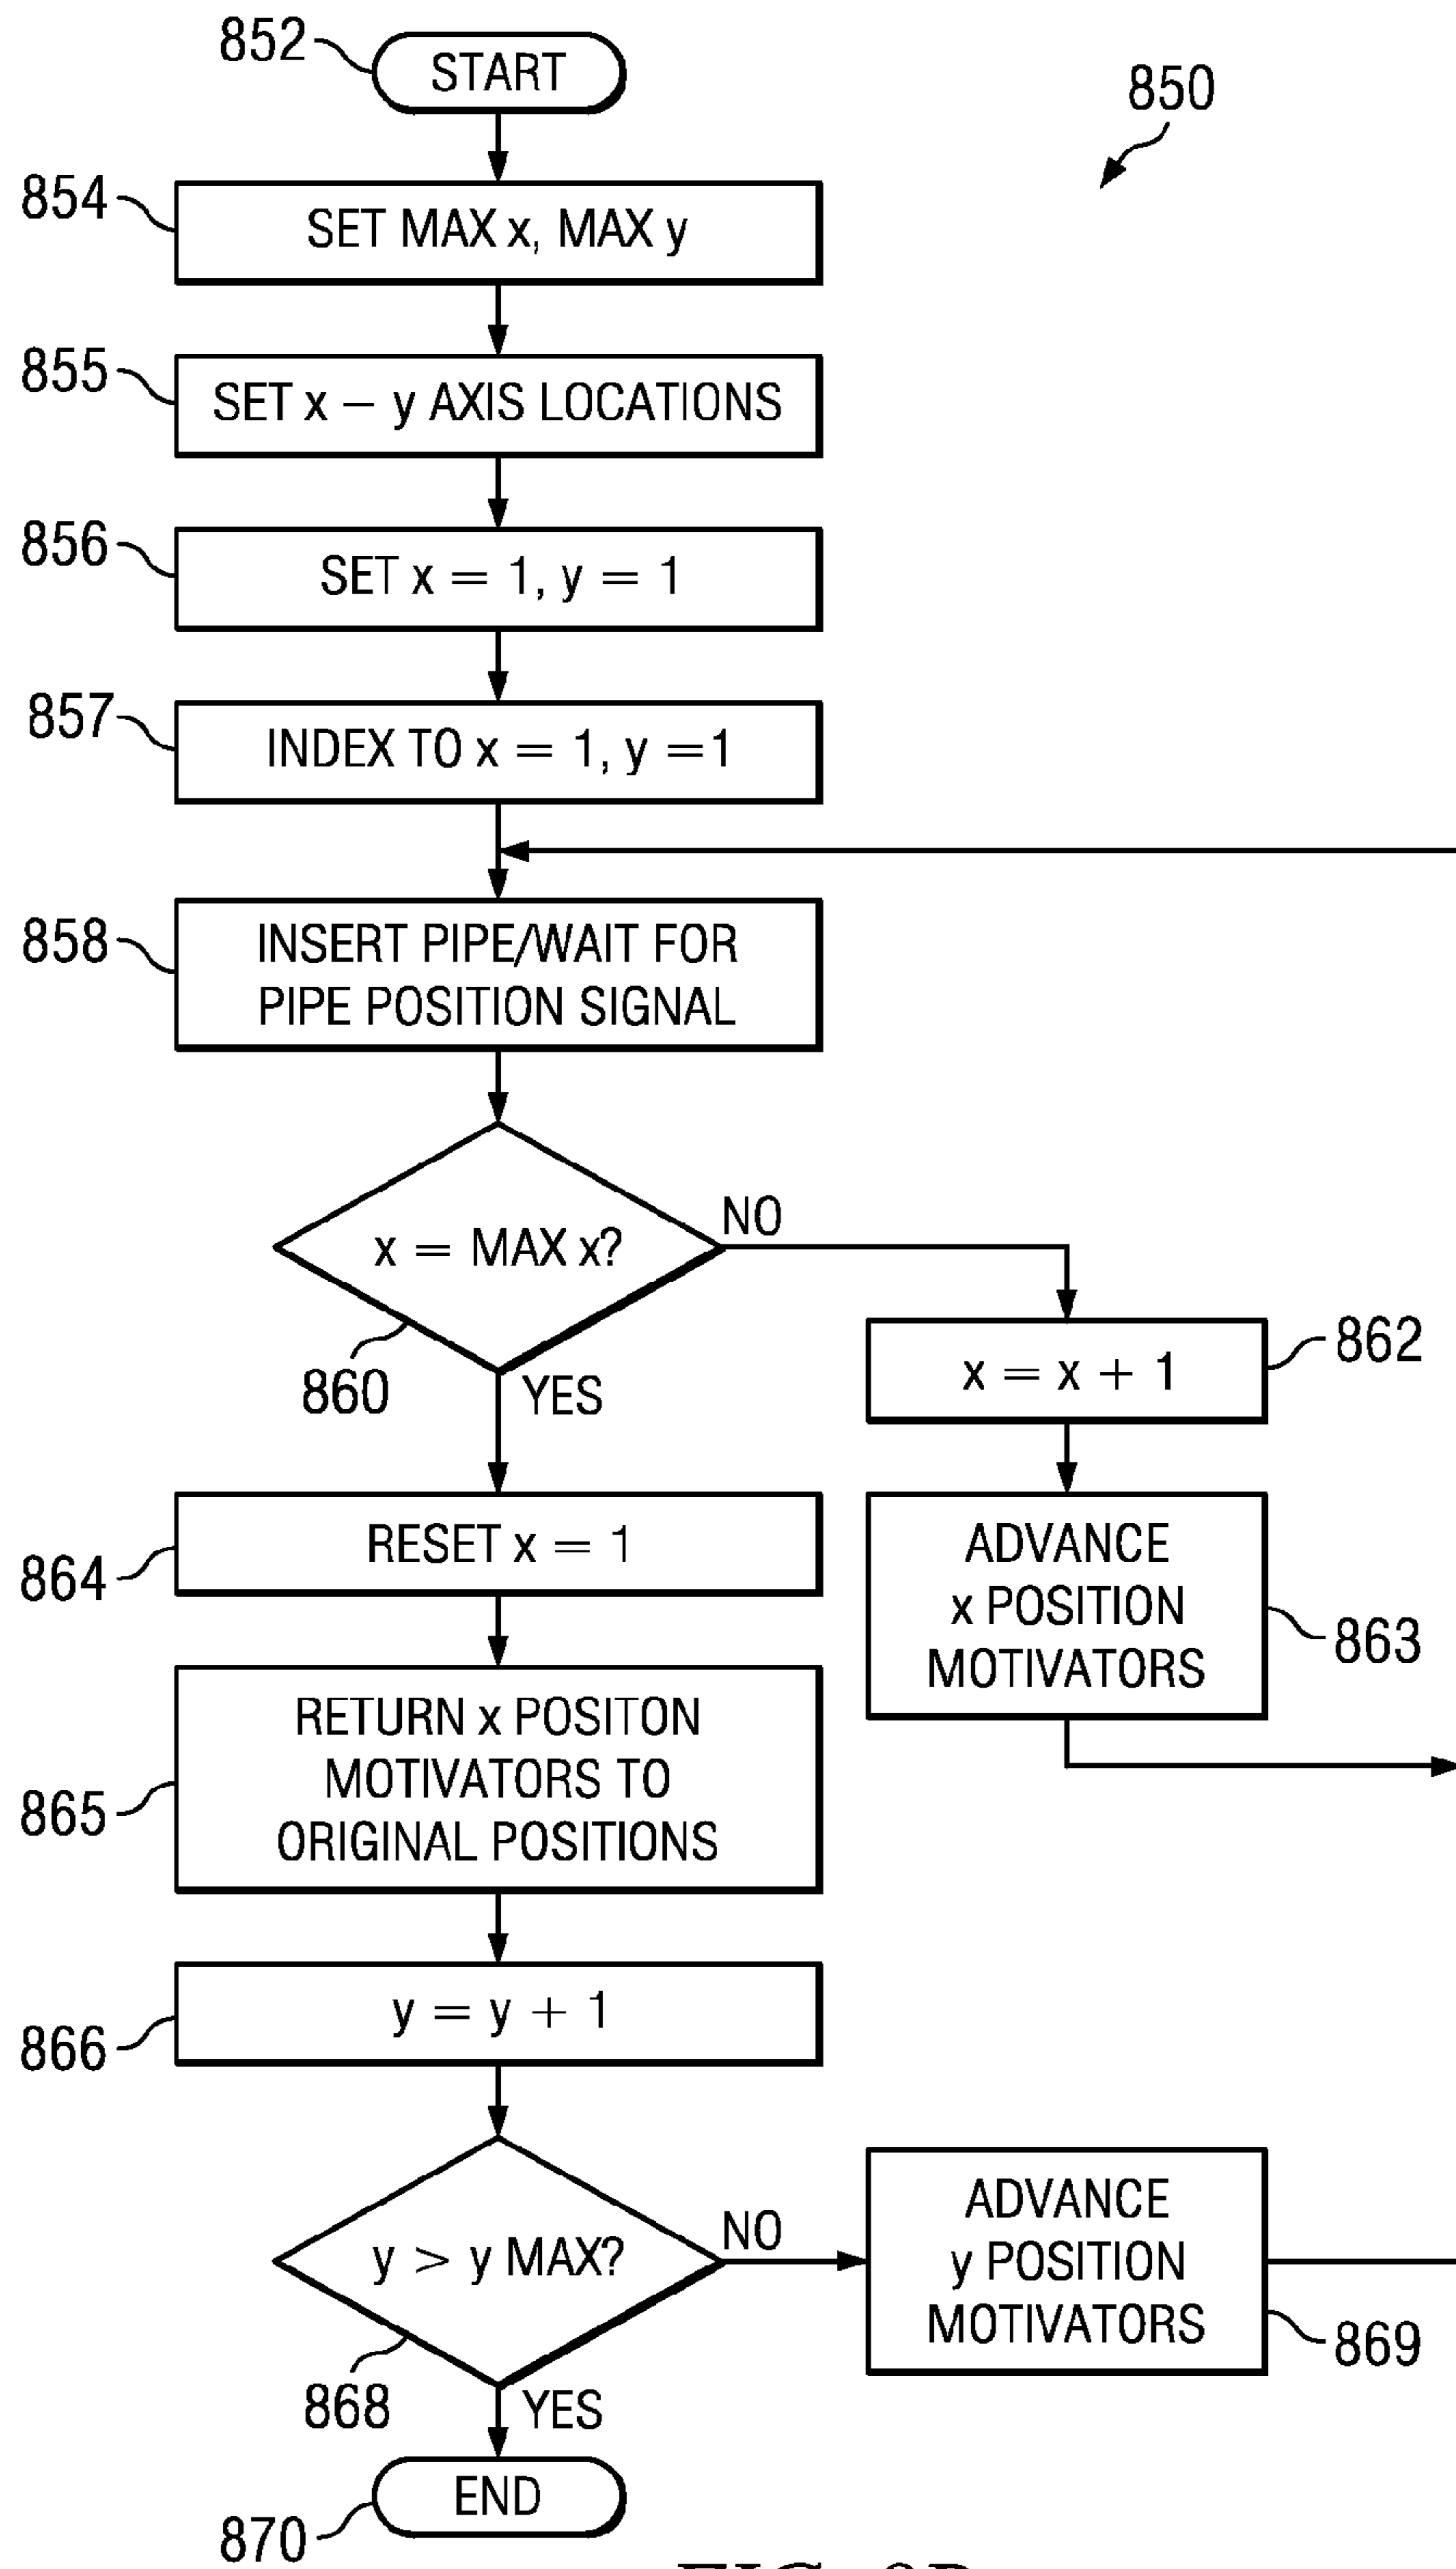 852
START
850
854
SET MAX x, MAX y
855
SET x – y AXIS LOCATIONS
856
SET x = 1, y = 1
857
INDEX TO x = 1, y =1
858
INSERT PIPE/WAIT FOR
PIPE POSITION SIGNAL
x = MAX x?
NO
860
YES
x = x + 1
862
864
RESET x = 1
ADVANCE
x POSITION
MOTIVATORS
863
865
RETURN x POSITON
MOTIVATORS TO
ORIGINAL POSITIONS
866
y = y + 1
y > y MAX?
NO
868
YES
ADVANCE
y POSITION
MOTIVATORS
869
END
870